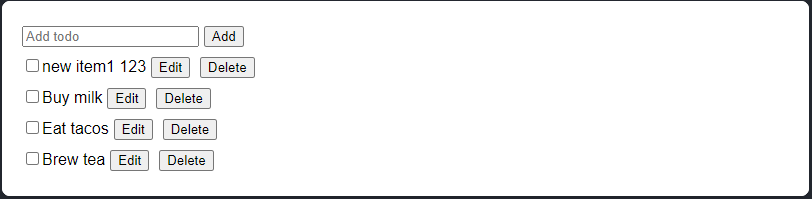 Add todo Add
new item1 123 Edit Delete
Buy milk Edit Delete
Eat tacos Edit Delete
Brew tea Edit Delete